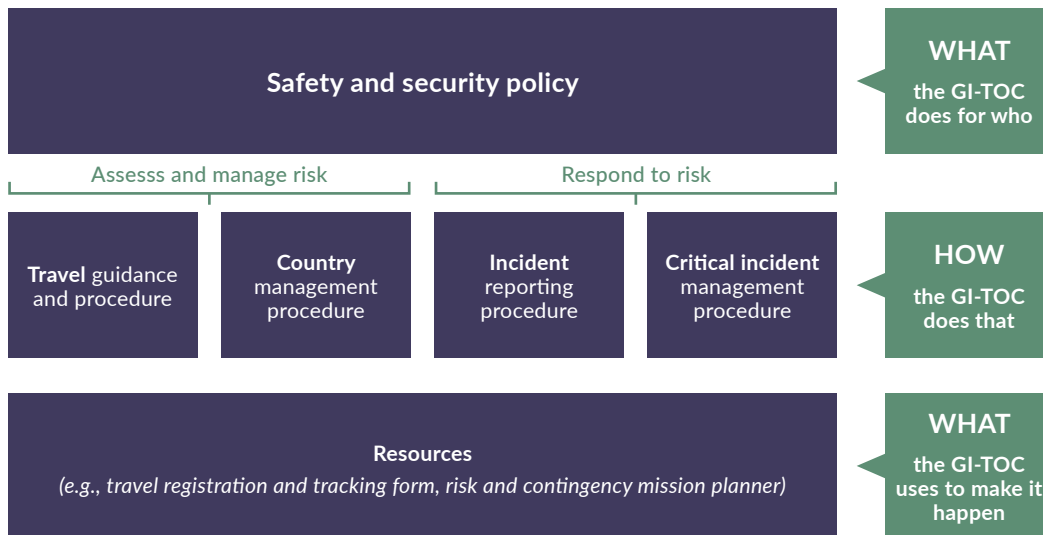 Safety and security policy
WHAT
the GI-TOC
does for who
Assesss and manage risk
Respond to risk
Travel guidance
and procedure
Country
management
procedure
Incident
reporting
procedure
Critical incident
management
procedure
HOW
the GI-TOC
does that
Resources
(e.g., travel registration and tracking form, risk and contingency mission planner)
WHAT
the GI-TOC
uses to make it
happen